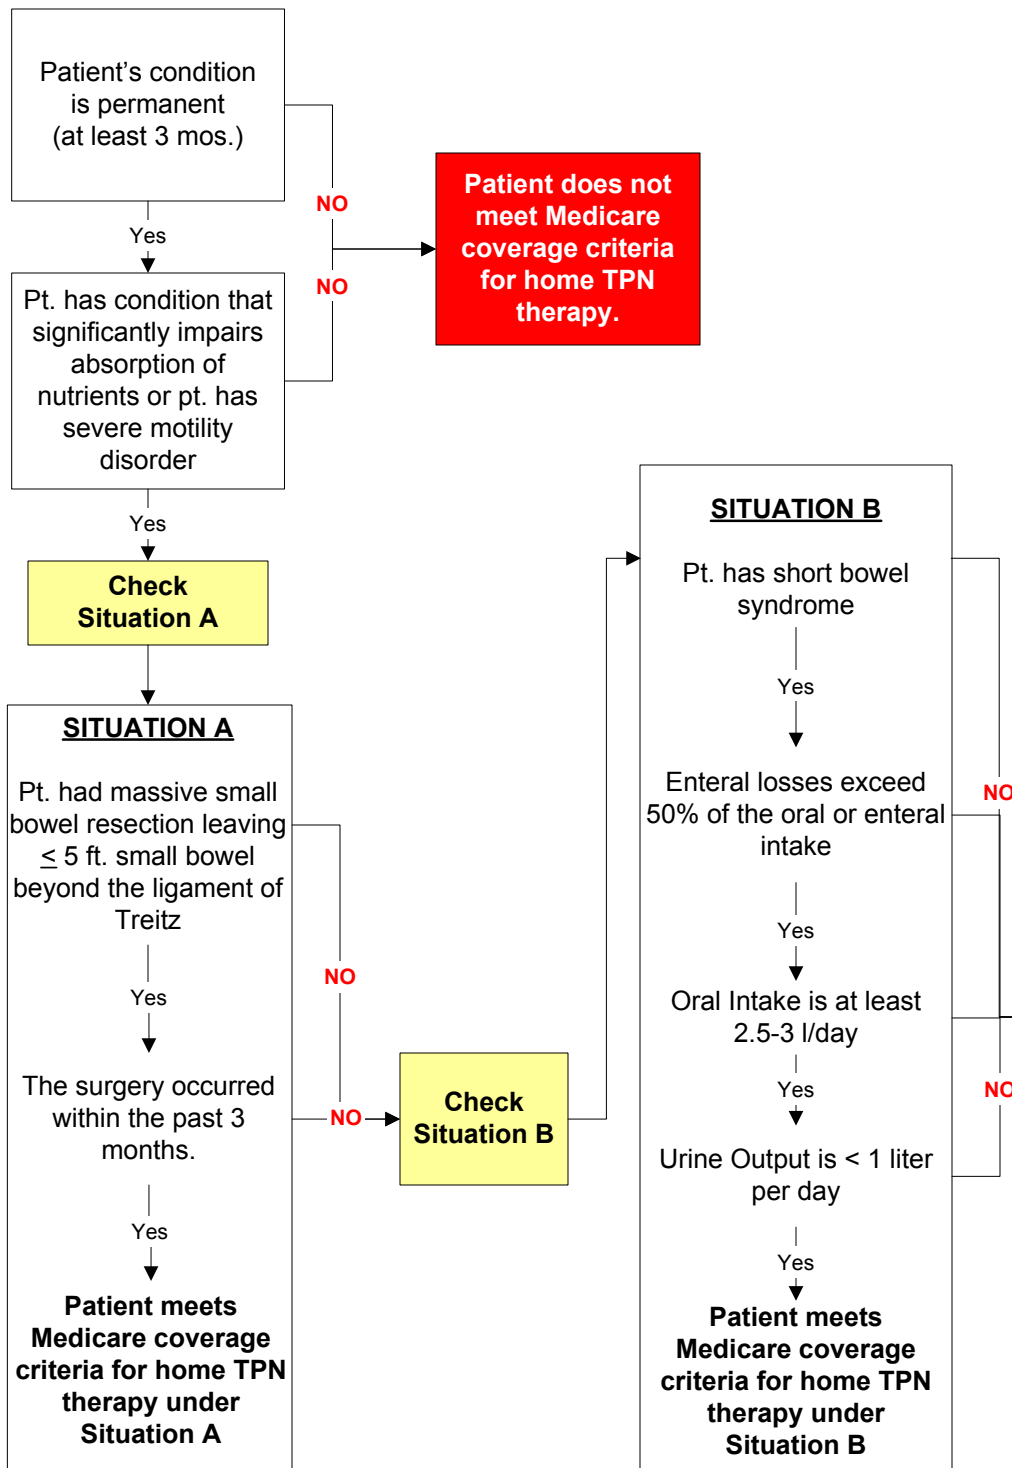 Patient’s condition
is permanent
(at least 3 mos.)
NO
Yes
Patient does not
meet Medicare
coverage criteria
for home TPN
therapy.
NO
Pt. has condition that
significantly impairs
absorption of
nutrients or pt. has
severe motility
disorder
Yes
Check
Situation A
SITUATION A
Pt. had massive small
bowel resection leaving
≤ 5 ft. small bowel
beyond the ligament of
Treitz
NO
Yes
The surgery occurred
within the past 3
months.
NO
Yes
Patient meets
Medicare coverage
criteria for home TPN
therapy under
Situation A
Check
Situation B
SITUATION B
Pt. has short bowel
syndrome
Yes
NO
Enteral losses exceed
50% of the oral or enteral
intake
Yes
Oral Intake is at least
2.5-3 l/day
Yes
NO
Urine Output is < 1 liter
per day
Yes
Patient meets
Medicare coverage
criteria for home TPN
therapy under
Situation B